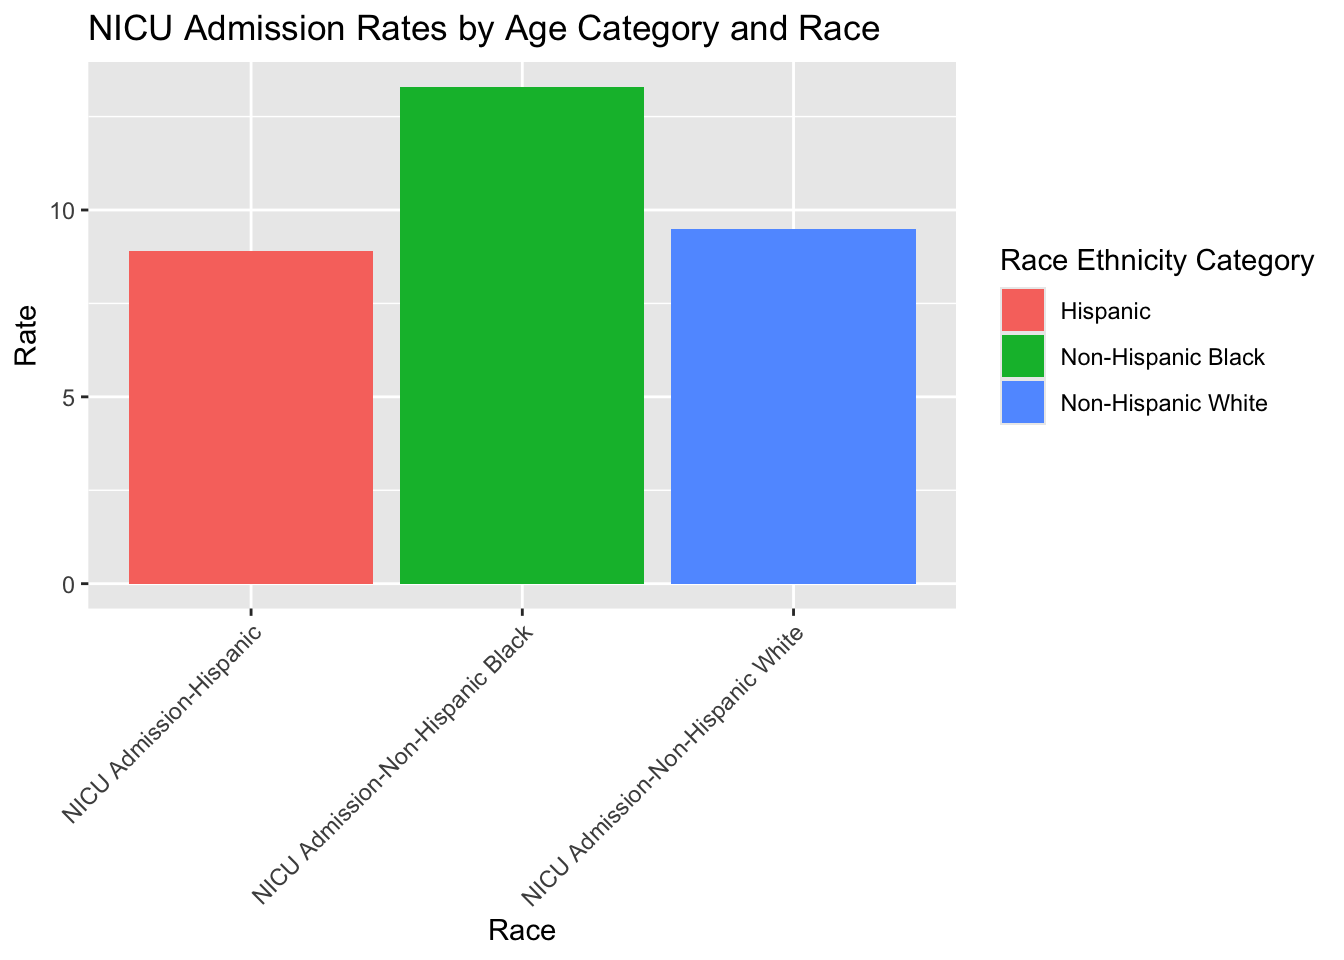 NICU Admission Rates by Age Category and Race
Rate
10
5
0
NICU Admission-Hispanic
NICU Admission-Non-Hispanic Black
NICU Admission-Non-Hispanic White
Race
Race Ethnicity Category
Hispanic
Non-Hispanic Black
Non-Hispanic White